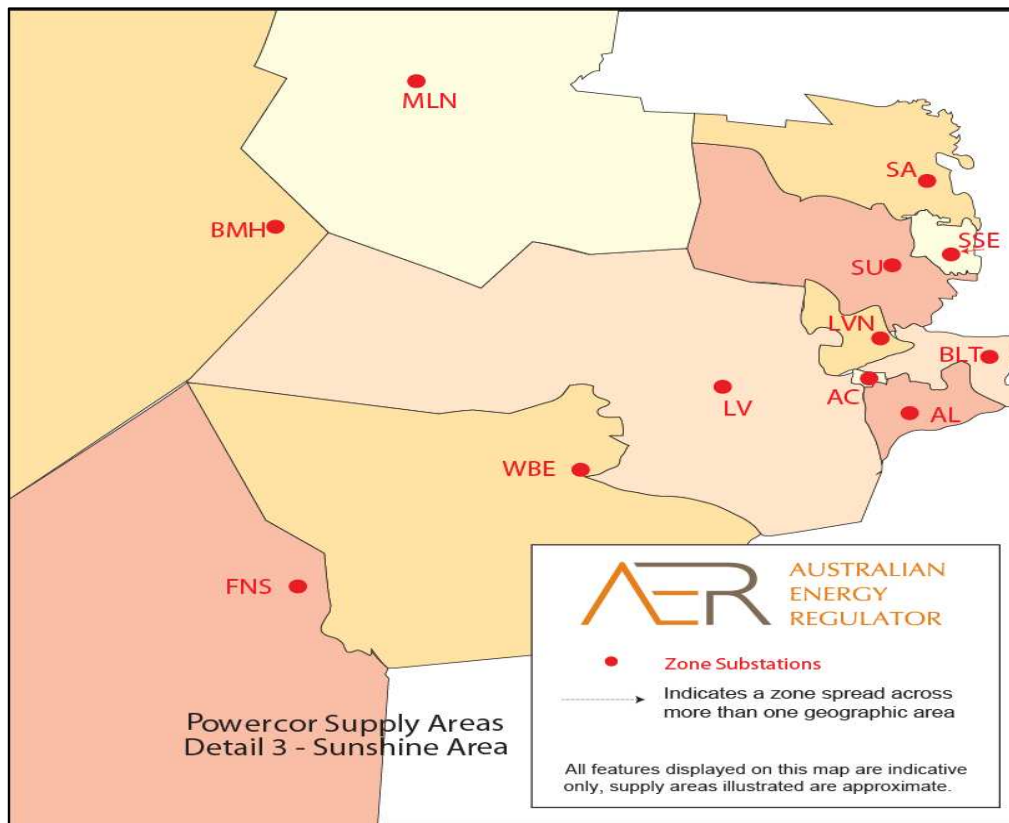 MLN
SA
BMH
SSE
SU
LVN
BLT
AC
LV
AL
WBE
FNS
Powercor Supply Areas
Detail 3 - Sunshine Area
AER
AUSTRALIAN
ENERGY
REGULATOR
Zone Substations
Indicates a zone spread across
more than one geographic area
All features displayed on this map are indicative
only, supply areas illustrated are approximate.